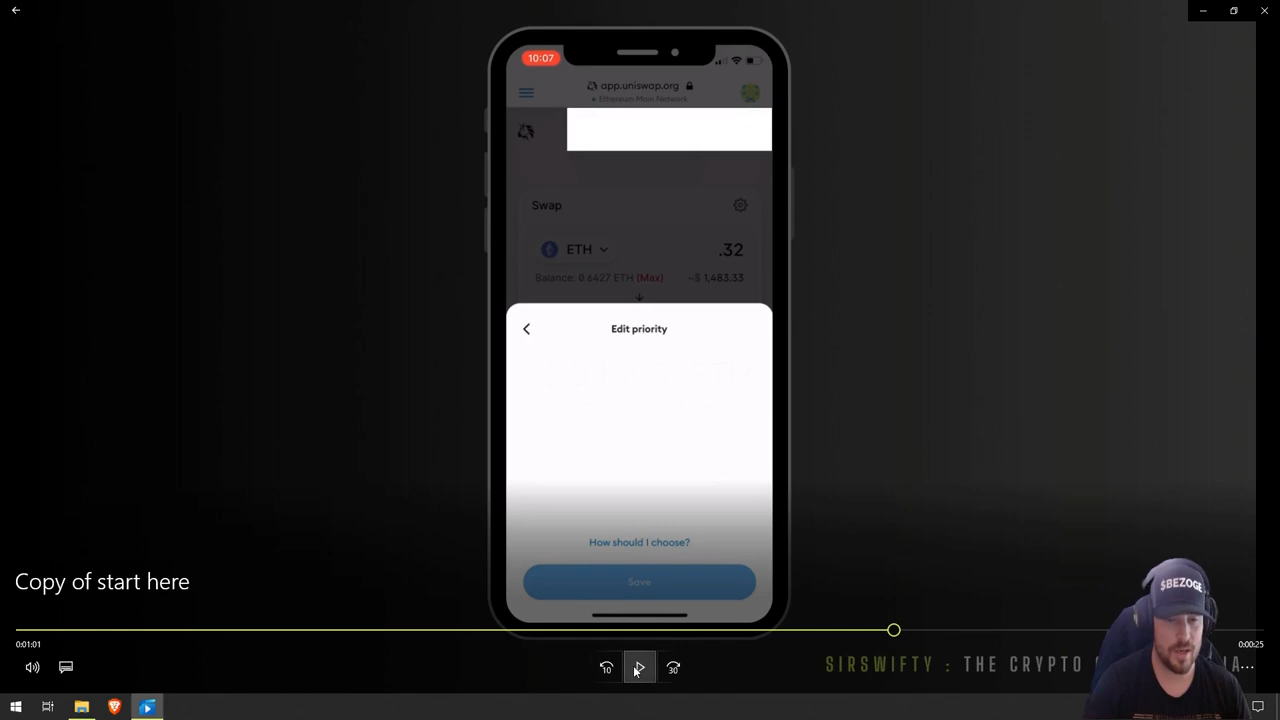 10:07
app.uniswap.org
Ethereum Main Network
Swap
ETH
.32
Balance: 0.6427 ETH (Max)
~$ 1,483.33
Edit priority
How should I choose?
Save
Copy of start here
$BEZOGE
0:01:01
0:00:25
10
30
SIRSWIFTY : THE CRYPTO